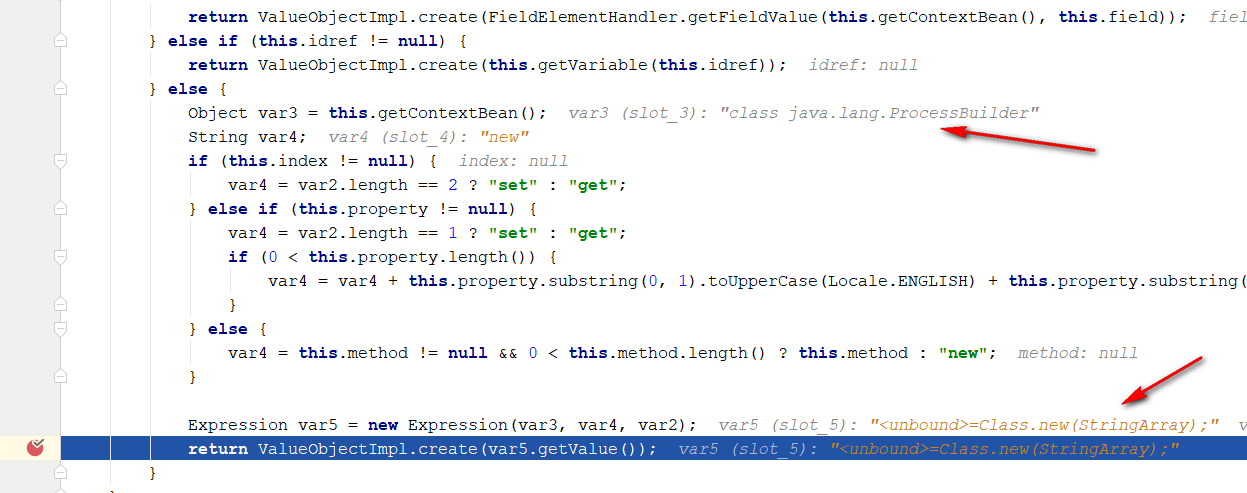 return ValueObjectImpl.create(FieldElementHandler.getFieldValue(this.getContextBean(), this.field));
} else if (this.idref != null) {
return ValueObjectImpl.create(this.getVariable(this.idref)); idref: null
} else {
Object var3 = this.getContextBean(); var3 (slot_3): "class java.lang.ProcessBuilder"
String var4; var4 (slot_4): "new"
if (this.index != null) { index: null
var4 = var2.length == 2 ? "set" : "get";
} else if (this.property != null) {
var4 = var2.length == 1 ? "set" : "get";
if (0 < this.property.length()) {
var4 = var4 + this.property.substring(0, 1).toUpperCase(Locale.ENGLISH) + this.property.substring(
}
} else {
var4 = this.method != null && 0 < this.method.length() ? this.method : "new"; method: null
}
Expression var5 = new Expression(var3, var4, var2); var5 (slot_5): "<unbound>=Class.new(StringArray);"
return ValueObjectImpl.create(var5.getValue()); var5 (slot_5): "<unbound>=Class.new(StringArray);"
}